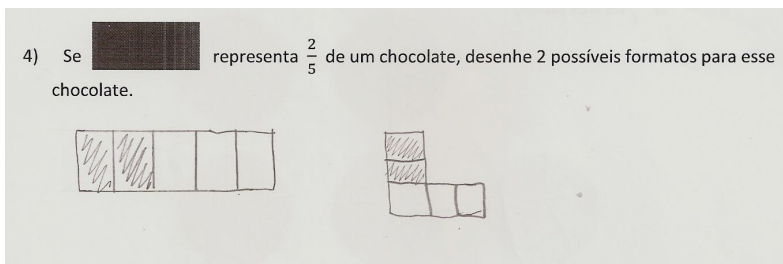 4) Se representa 2/5 de um chocolate, desenhe 2 possíveis formatos para esse
chocolate.